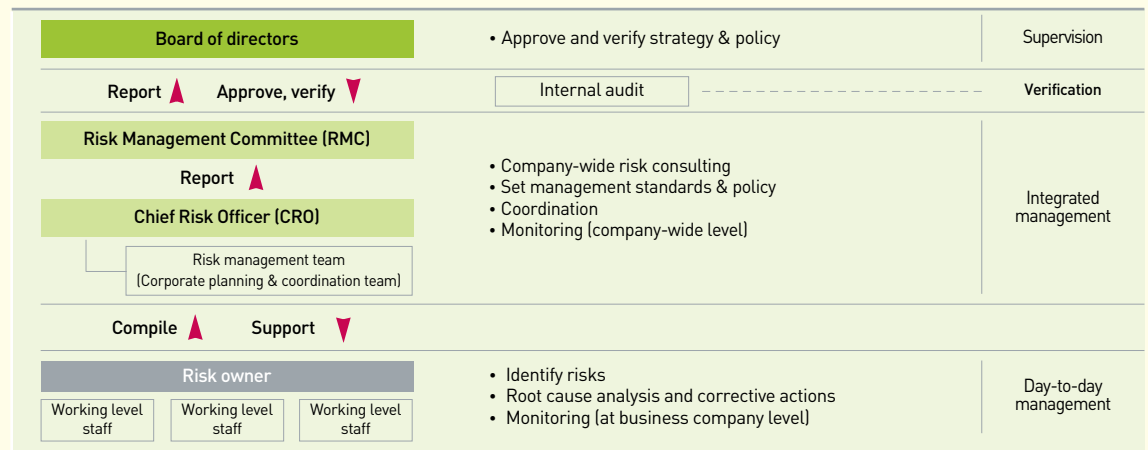 Board of directors
• Approve and verify strategy & policy
Supervision
Report
Approve, verify
Internal audit
Verification
Risk Management Committee (RMC)
Report
Chief Risk Officer (CRO)
Risk management team
(Corporate planning & coordination team)
• Company-wide risk consulting
• Set management standards & policy
• Coordination
• Monitoring (company-wide level)
Integrated
management
Compile
Support
Risk owner
Working level
staff
Working level
staff
Working level
staff
• Identify risks
• Root cause analysis and corrective actions
• Monitoring (at business company level)
Day-to-day
management